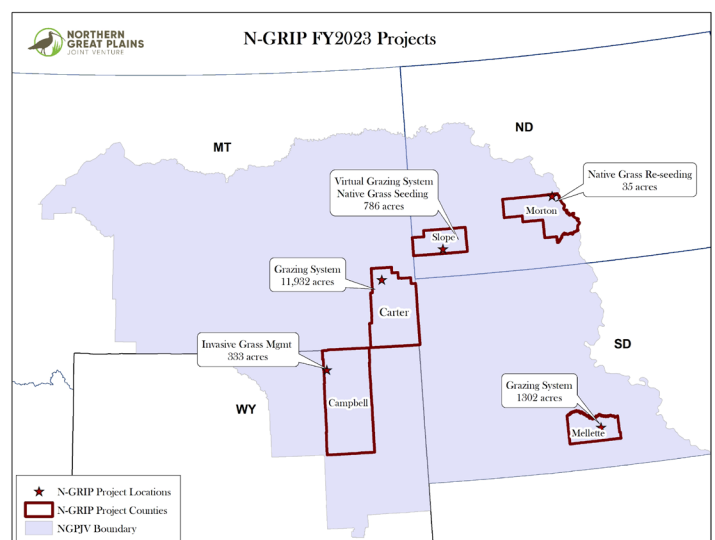 NORTHERN
GREAT PLAINS
JOINT VENTURE
N-GRIP FY2023 Projects
MT
ND
Virtual Grazing System
Native Grass Seeding
786 acres
Native Grass Re-seeding
35 acres
Morton
Slope
Grazing System
11,932 acres
Carter
Invasive Grass Mgmt
333 acres
SD
WY
Campbell
Grazing System
1302 acres
Mellette
N-GRIP Project Locations
N-GRIP Project Counties
NGPJV Boundary